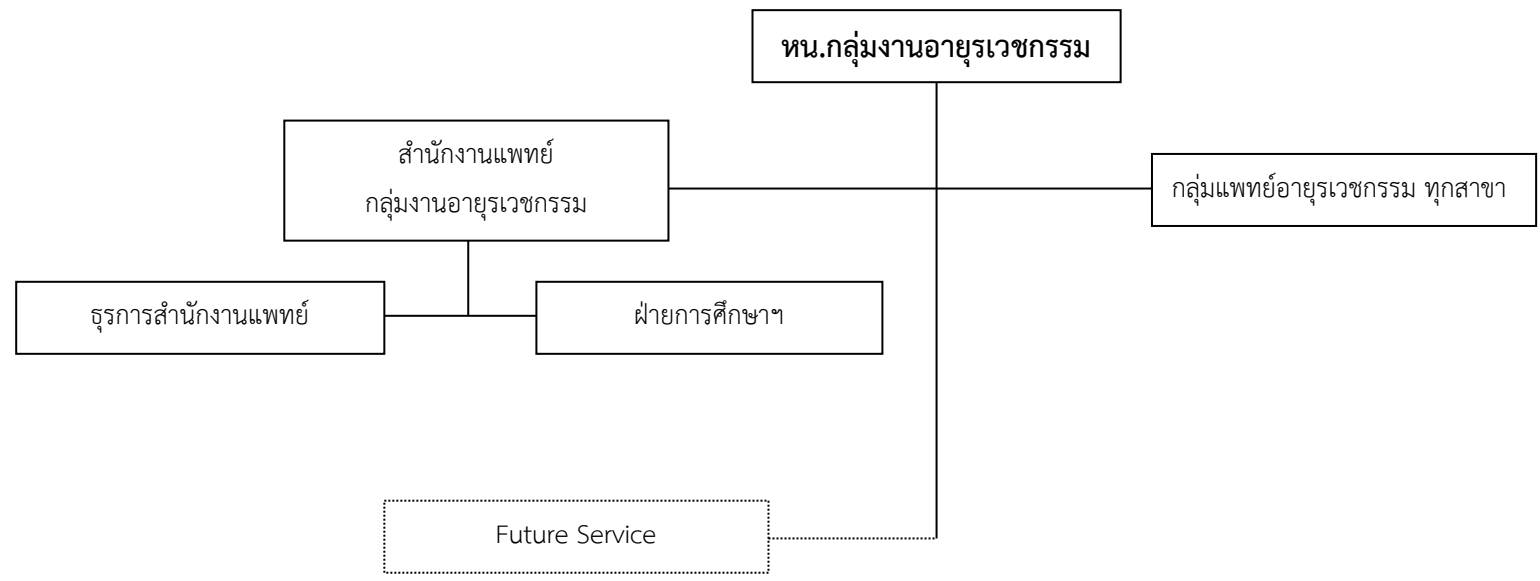 หน.กลุ่มงานอายุรเวชกรรม
สำนักงานแพทย์
กลุ่มงานอายุรเวชกรรม
กลุ่มแพทย์อายุรเวชกรรม ทุกสาขา
ธุรการสำนักงานแพทย์
ฝ่ายการศึกษาฯ
Future Service